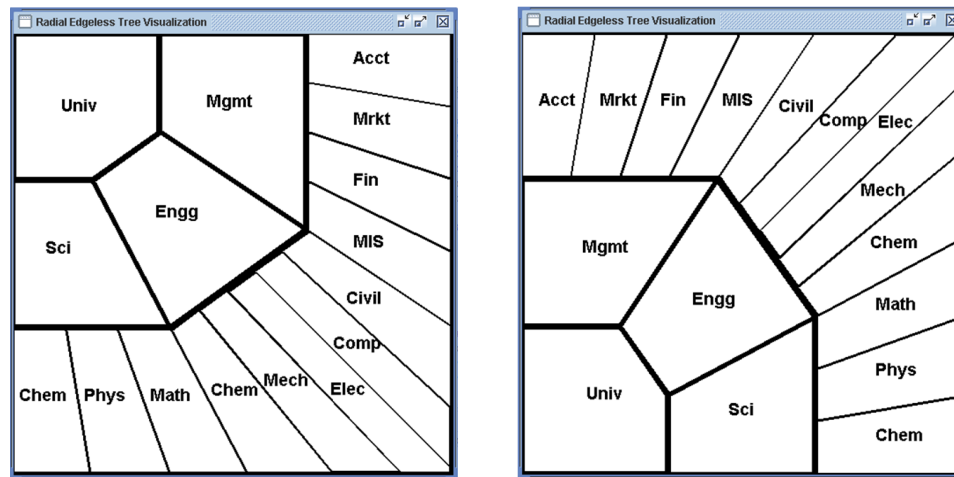 Radial Edgeless Tree Visualization
Univ
Mgmt
Acct
Mrkt
Fin
MIS
Engg
Sci
Civil
Comp
Elec
Mech
Chem
Math
Phys
Chem
Radial Edgeless Tree Visualization
Acct
Mrkt
Fin
MIS
Civil
Comp
Elec
Mech
Chem
Math
Phys
Chem
Mgmt
Engg
Univ
Sci